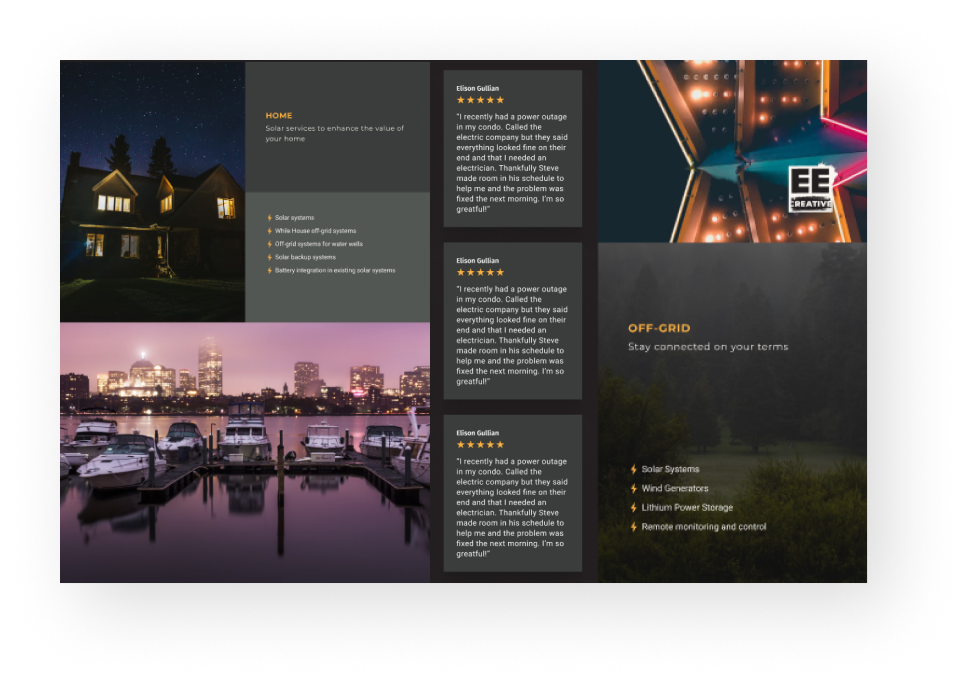 HOME
Solar services to enhance the value of
your home
Solar systems
While House off-grid systems
Off-grid systems for water wells
Solar backup systems
Battery integration in existing solar systems
Elison Gullian
"I recently had a power outage
in my condo. Called the
electric company but they said
everything looked fine on their
end and that I needed an
electrician. Thankfully Steve
made room in his schedule to
help me and the problem was
fixed the next morning. I'm so
greatful!"
Elison Gullian
"I recently had a power outage
in my condo. Called the
electric company but they said
everything looked fine on their
end and that I needed an
electrician. Thankfully Steve
made room in his schedule to
help me and the problem was
fixed the next morning. I'm so
greatful!"
Elison Gullian
"I recently had a power outage
in my condo. Called the
electric company but they said
everything looked fine on their
end and that I needed an
electrician. Thankfully Steve
made room in his schedule to
help me and the problem was
fixed the next morning. I'm so
greatful!"
EE
CREATIVE
OFF-GRID
Stay connected on your terms
Solar Systems
Wind Generators
Lithium Power Storage
Remote monitoring and control